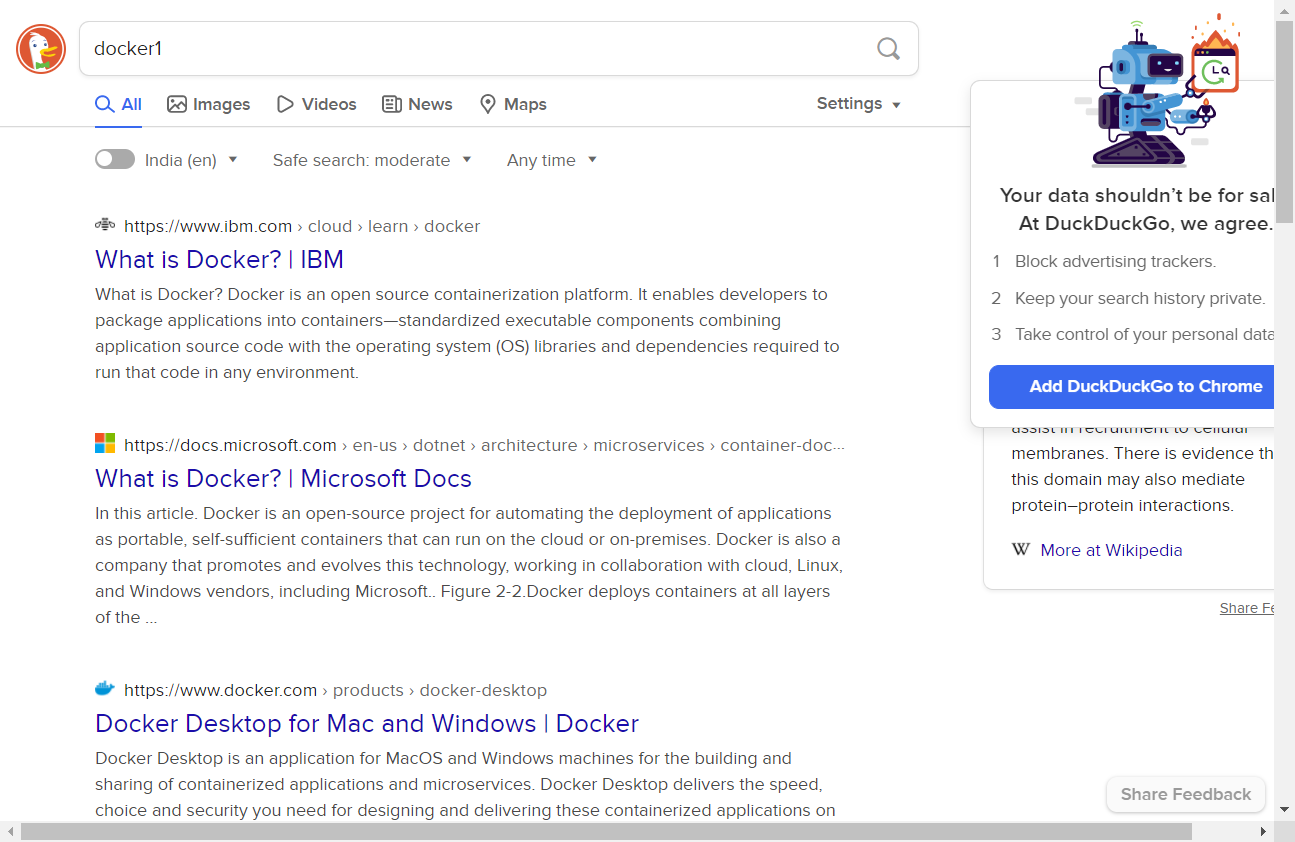 docker1
All Images Videos News Maps Settings
India (en) Safe search: moderate Any time
https://www.ibm.com › cloud › learn › docker
What is Docker? | IBM
What is Docker? Docker is an open source containerization platform. It enables developers to
package applications into containers—standardized executable components combining
application source code with the operating system (OS) libraries and dependencies required to
run that code in any environment.
https://docs.microsoft.com › en-us › dotnet › architecture › microservices › container-doc...
What is Docker? | Microsoft Docs
In this article. Docker is an open-source project for automating the deployment of applications
as portable, self-sufficient containers that can run on the cloud or on-premises. Docker is also a
company that promotes and evolves this technology, working in collaboration with cloud, Linux,
and Windows vendors, including Microsoft.. Figure 2-2.Docker deploys containers at all layers
of the ...
https://www.docker.com › products › docker-desktop
Docker Desktop for Mac and Windows | Docker
Docker Desktop is an application for MacOS and Windows machines for the building and
sharing of containerized applications and microservices. Docker Desktop delivers the speed,
choice and security you need for designing and delivering these containerized applications on
Your data shouldn't be for sal
At DuckDuckGo, we agree.
1 Block advertising trackers.
2 Keep your search history private.
3 Take control of your personal data
Add DuckDuckGo to Chrome
assist in recruitment to cellular
membranes. There is evidence th
this domain may also mediate
protein–protein interactions.
W More at Wikipedia
Share Fe
Share Feedback